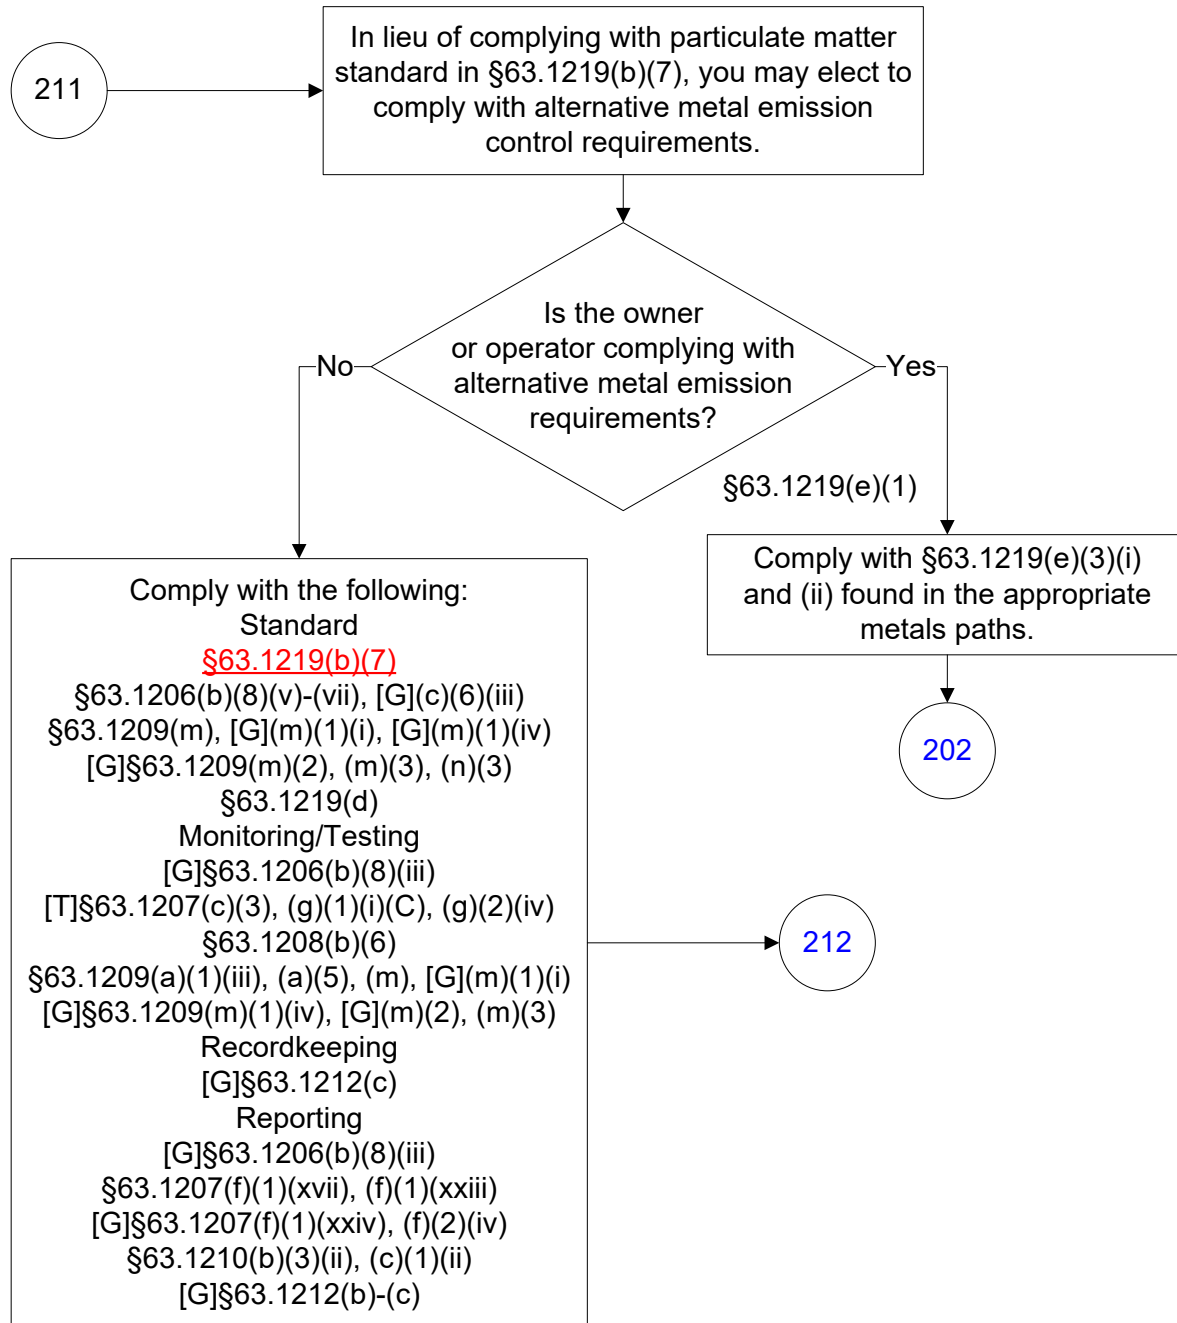 211
In lieu of complying with particulate matter
standard in §63.1219(b)(7), you may elect to
comply with alternative metal emission
control requirements.
Is the owner
or operator complying with
alternative metal emission
requirements?
No
Yes
§63.1219(e)(1)
Comply with §63.1219(e)(3)(i)
and (ii) found in the appropriate
metals paths.
202
Comply with the following:
Standard
§63.1219(b)(7)
§63.1206(b)(8)(v)-(vii), [G](c)(6)(iii)
§63.1209(m), [G](m)(1)(i), [G](m)(1)(iv)
[G]§63.1209(m)(2), (m)(3), (n)(3)
§63.1219(d)
Monitoring/Testing
[G]§63.1206(b)(8)(iii)
[T]§63.1207(c)(3), (g)(1)(i)(C), (g)(2)(iv)
§63.1208(b)(6)
§63.1209(a)(1)(iii), (a)(5), (m), [G](m)(1)(i)
[G]§63.1209(m)(1)(iv), [G](m)(2), (m)(3)
Recordkeeping
[G]§63.1212(c)
Reporting
[G]§63.1206(b)(8)(iii)
§63.1207(f)(1)(xvii), (f)(1)(xxiii)
[G]§63.1207(f)(1)(xxiv), (f)(2)(iv)
§63.1210(b)(3)(ii), (c)(1)(ii)
[G]§63.1212(b)-(c)
212